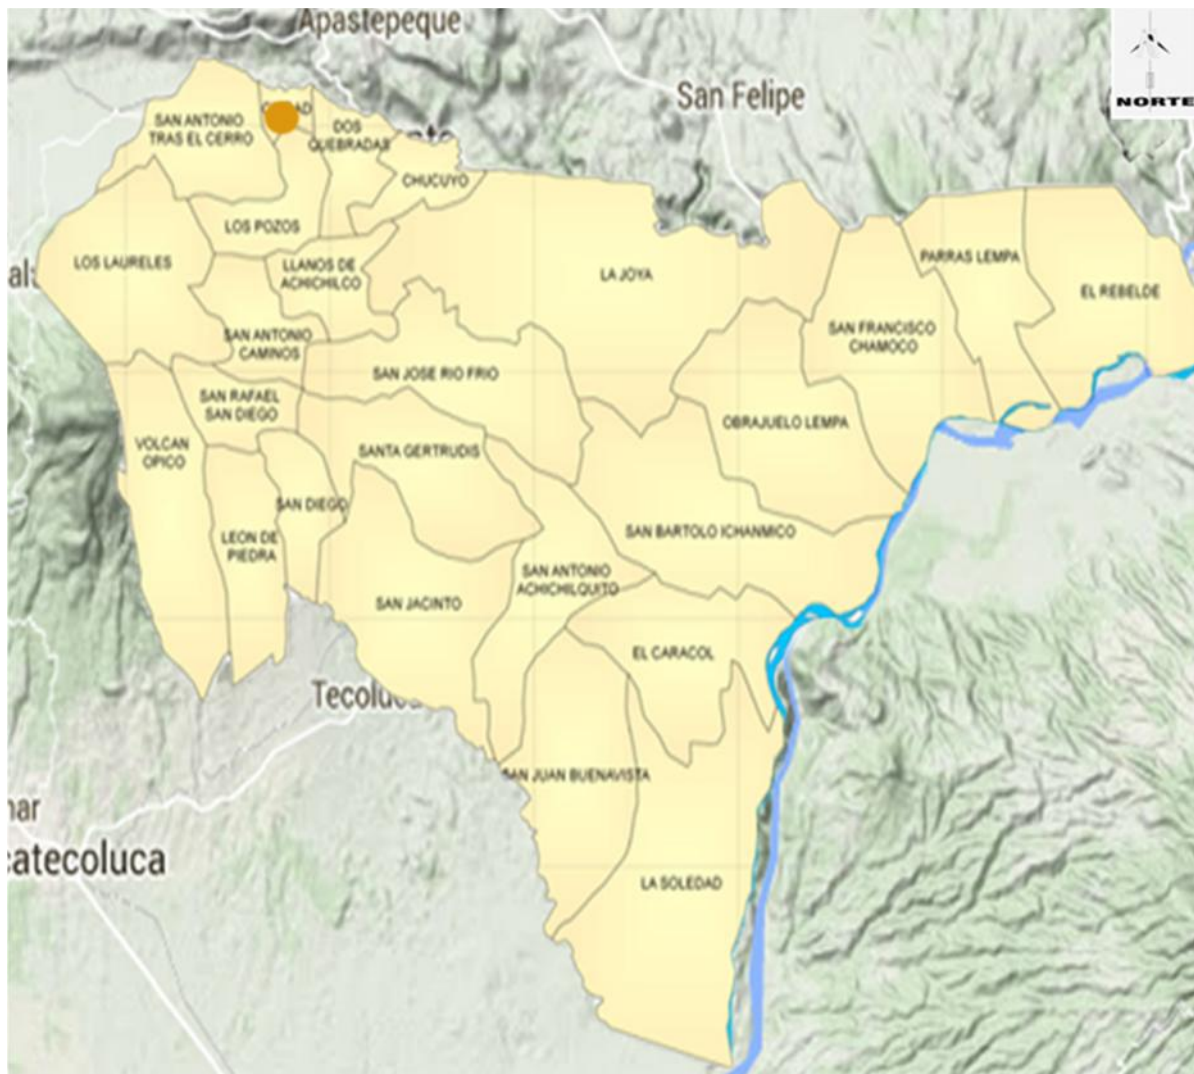 Apastepeque
San Felipe
NORTE
SAN ANTONIO
TRAS EL CERRO
DOS
QUEBRADAS
CHUCUYO
LOS POZOS
LOS LAURELES
LLANOS DE
ACHICHILCO
LA JOYA
PARRAS LEMPA
EL REBELDE
SAN ANTONIO
CAMINOS
SAN FRANCISCO
CHAMOCO
SAN JOSE RIO FRIO
SAN RAFAEL
SAN DIEGO
OBRAJUELO LEMPA
VOLCAN
OPICO
SANTA GERTRUDIS
SAN DIEGO
LEON DE
PIEDRA
SAN BARTOLO ICHANMICO
SAN ANTONIO
ACHICHILQUITO
SAN JACINTO
EL CARACOL
SAN JUAN BUENAVISTA
LA SOLEDAD
catecoluca